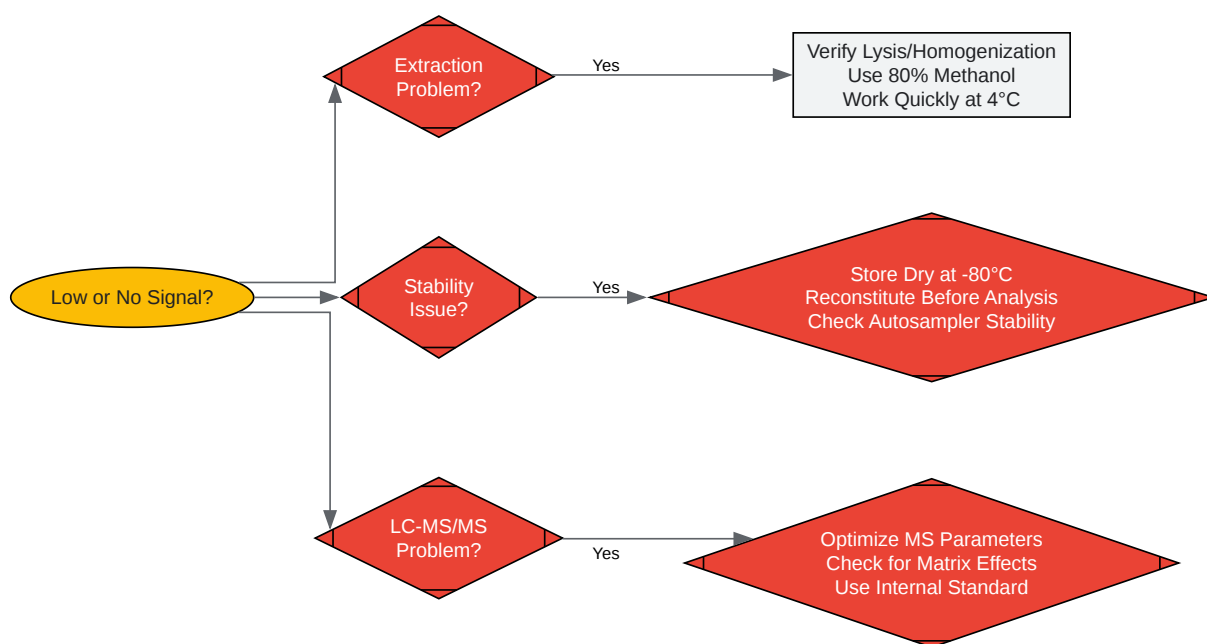 Extraction
Problem?
Yes
Verify Lysis/Homogenization
Use 80% Methanol
Work Quickly at 4°C
Low or No Signal?
Stability
Issue?
Yes
Store Dry at -80°C
Reconstitute Before Analysis
Check Autosampler Stability
LC-MS/MS
Problem?
Yes
Optimize MS Parameters
Check for Matrix Effects
Use Internal Standard